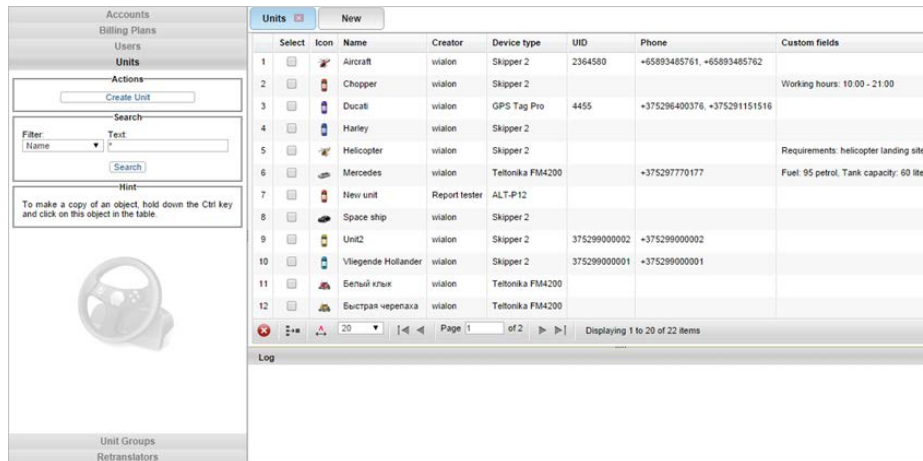 Accounts
Billing Plans
Users
Units
Actions
Create Unit
Search
Filter: Text:
Name *
Search
Hint
To make a copy of an object, hold down the Ctrl key
and click on this object in the table.
Unit Groups
Retranslators
Units New
Select Icon Name Creator Device type UID Phone Custom fields
1 Aircraft wialon Skipper 2 2364580 +65893485761, +65893485762
2 Chopper wialon Skipper 2 Working hours: 10:00 - 21:00
3 Ducati wialon GPS Tag Pro 4455 +375296400376, +375291151516
4 Harley wialon Skipper 2
5 Helicopter wialon Skipper 2 Requirements: helicopter landing site
6 Mercedes wialon Teltonika FM4200 +375297770177 Fuel: 95 petrol, Tank capacity: 60 lite
7 New unit Report tester ALT-P12
8 Space ship wialon Skipper 2
9 Unit2 wialon Skipper 2 375299000002 +375299000002
10 Vliegende Hollander wialon Skipper 2 375299000001 +375299000001
11 Белый клык wialon Teltonika FM4200
12 Быстрая черепаха wialon Teltonika FM4200
20 Page 1 of 2 Displaying 1 to 20 of 22 items
Log